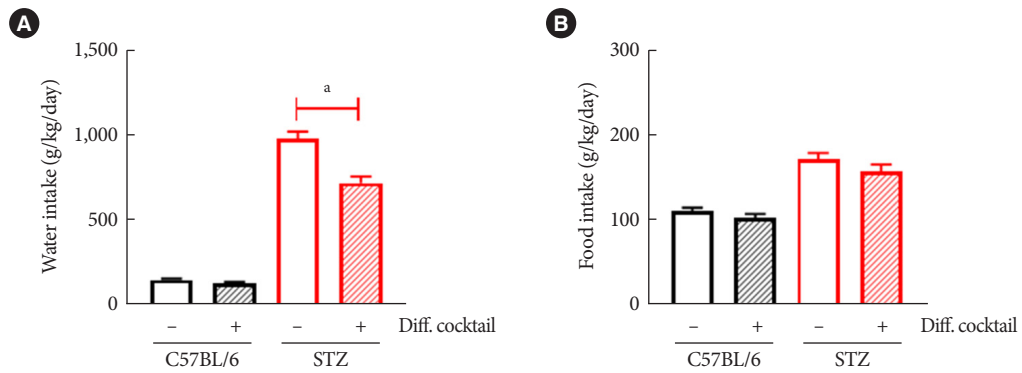 A
Water intake (g/kg/day)
1,500
1,000
500
0
a
– + – + Diff. cocktail
C57BL/6 STZ
B
Food intake (g/kg/day)
300
200
100
0
– + – + Diff. cocktail
C57BL/6 STZ